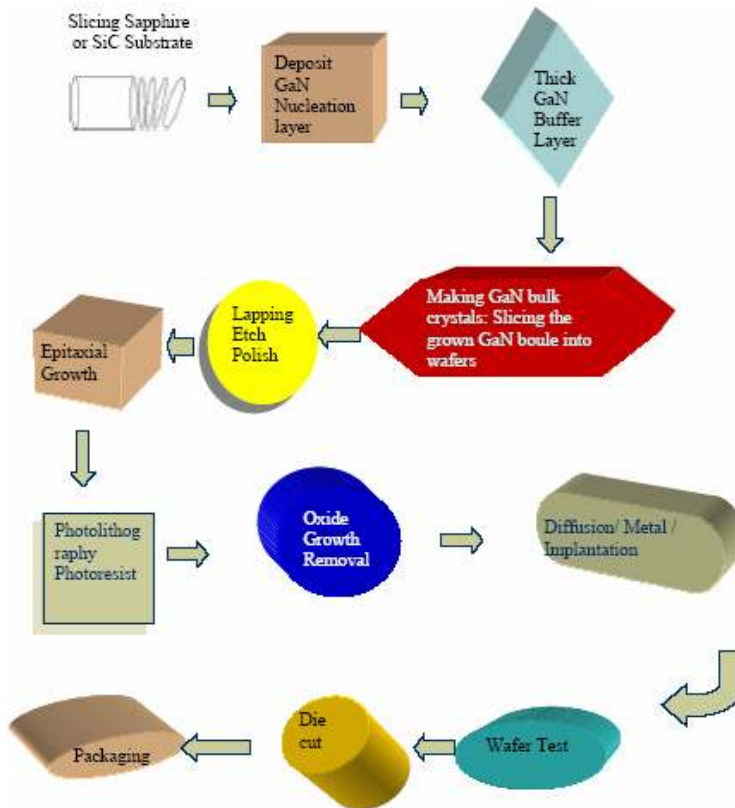 Slicing Sapphire
or SiC Substrate
Deposit
GaN
Nucleation
layer
Thick
GaN
Buffer
Layer
Making GaN bulk
crystals: Slicing the
grown GaN boule into
wafers
Lapping
Etch
Polish
Epitaxial
Growth
Photolithog
raphy
Photoresist
Oxide
Growth
Removal
Diffusion/ Metal /
Implantation
Wafer Test
Die
cut
Packaging